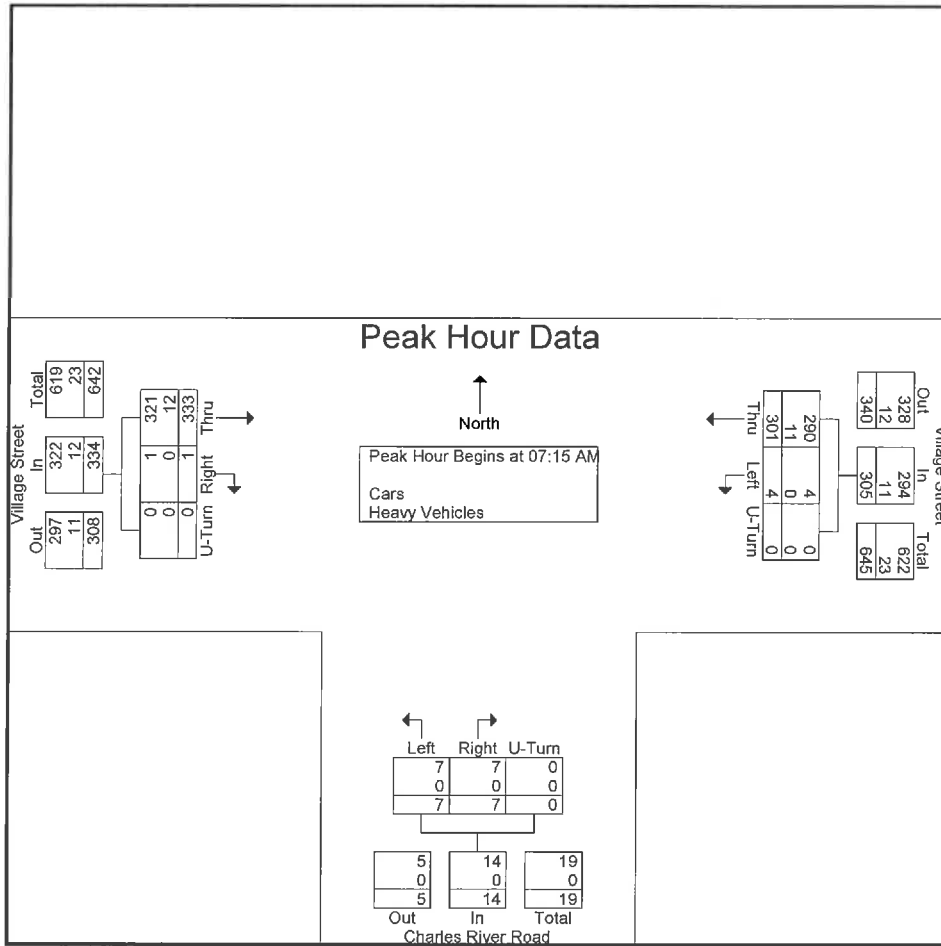 Peak Hour Data
North
Peak Hour Begins at 07:15 AM
Cars
Heavy Vehicles
Village Street
Out In Total
297 322 619
11 12 23
308 334 642
U-Turn Right Thru
0 1 321
0 0 12
0 1 333
Village Street
Out In Total
328 294 622
12 11 23
340 305 645
Thru Left U-Turn
290 4 0
11 0 0
301 4 0
Left Right U-Turn
7 7 0
0 0 0
7 7 0
5 14 19
0 0 0
5 14 19
Out In Total
Charles River Road